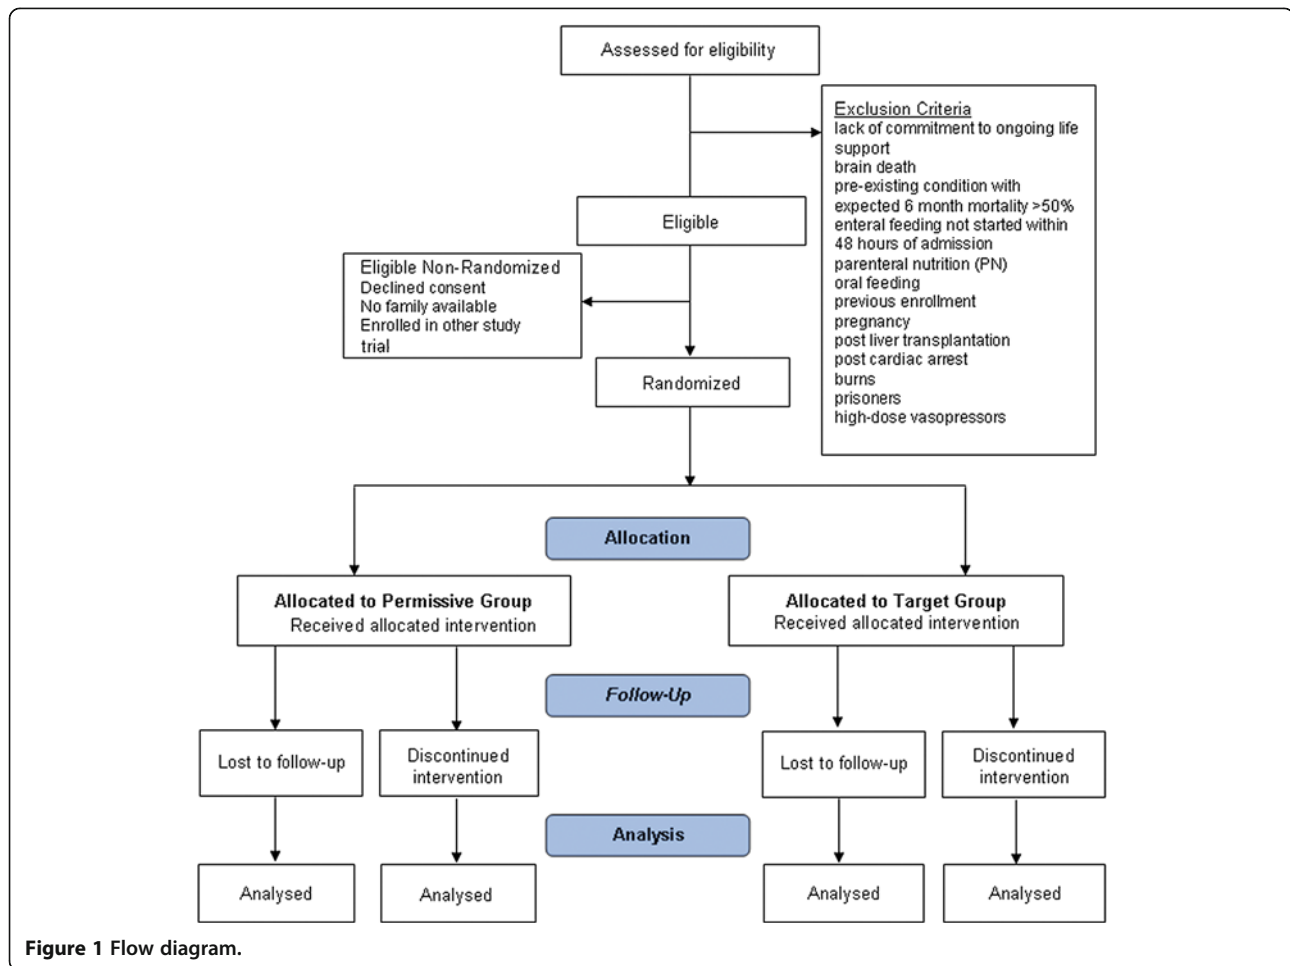 Assessed for eligibility
Exclusion Criteria
lack of commitment to ongoing life
support
brain death
pre-existing condition with
expected 6 month mortality >50%
enteral feeding not started within
48 hours of admission
parenteral nutrition (PN)
oral feeding
previous enrollment
pregnancy
post liver transplantation
post cardiac arrest
burns
prisoners
high-dose vasopressors
Eligible
Eligible Non-Randomized
Declined consent
No family available
Enrolled in other study
trial
Randomized
Allocation
Allocated to Permissive Group
Received allocated intervention
Allocated to Target Group
Received allocated intervention
Follow-Up
Lost to follow-up
Discontinued
intervention
Lost to follow-up
Discontinued
intervention
Analysis
Analysed
Analysed
Analysed
Analysed
Figure 1 Flow diagram.